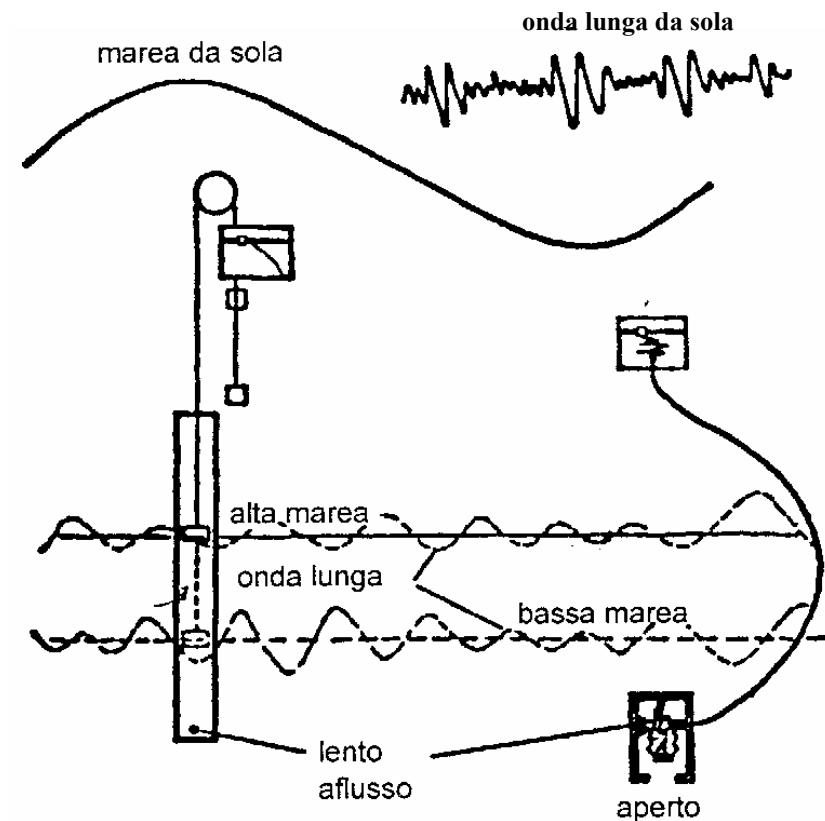 onda lunga da sola
marea da sola
alta marea
onda lunga
bassa marea
lento
aflusso
aperto